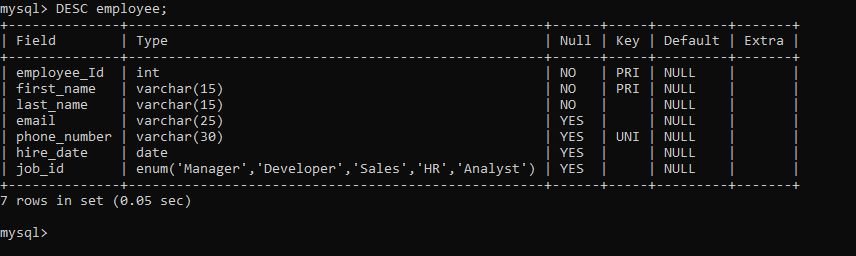 mysql> DESC employee;
+--------------+----------------------------------------------------+------+-----+---------+-------+
| Field        | Type                                               | Null | Key | Default | Extra |
+--------------+----------------------------------------------------+------+-----+---------+-------+
| employee_Id  | int                                                | NO   | PRI | NULL    |       |
| first_name   | varchar(15)                                        | NO   | PRI | NULL    |       |
| last_name    | varchar(15)                                        | NO   |     | NULL    |       |
| email        | varchar(25)                                        | YES  |     | NULL    |       |
| phone_number | varchar(30)                                        | YES  | UNI | NULL    |       |
| hire_date    | date                                               | YES  |     | NULL    |       |
| job_id       | enum('Manager','Developer','Sales','HR','Analyst') | YES  |     | NULL    |       |
+--------------+----------------------------------------------------+------+-----+---------+-------+
7 rows in set (0.05 sec)
mysql>